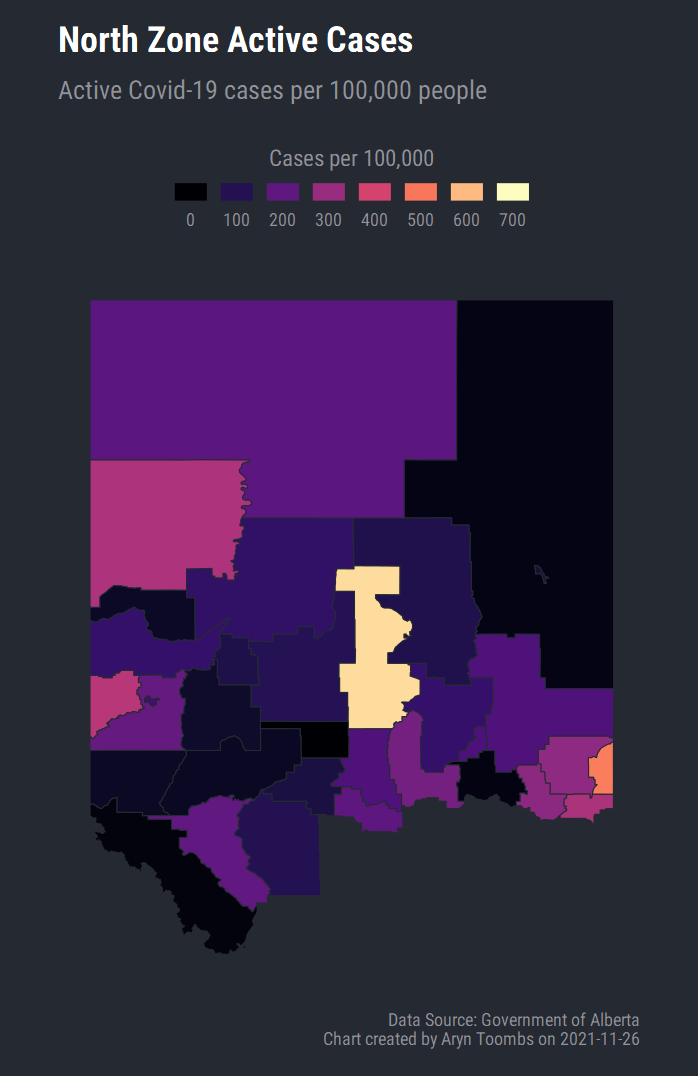 North Zone Active Cases
Active Covid-19 cases per 100,000 people
Cases per 100,000
0 100 200 300 400 500 600 700
Data Source: Government of Alberta
Chart created by Aryn Toombs on 2021-11-26